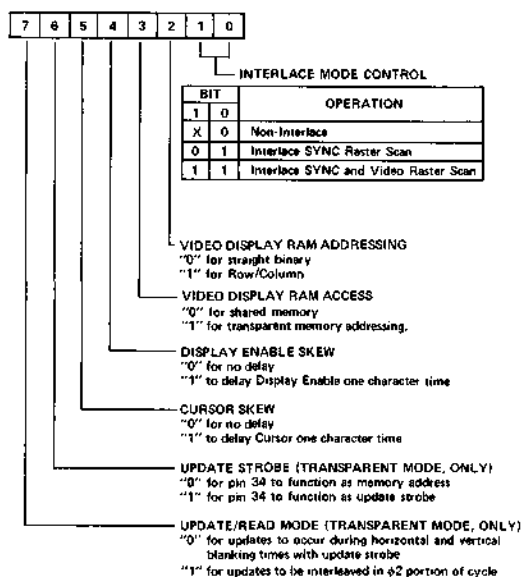 7 6 5 4 3 2 1 0
INTERLACE MODE CONTROL
BIT OPERATION
1 0
X 0 Non-Interlace
0 1 Interlace SYNC Raster Scan
1 1 Interlace SYNC and Video Raster Scan
VIDEO DISPLAY RAM ADDRESSING
"0" for straight binary
"1" for Row/Column
VIDEO DISPLAY RAM ACCESS
"0" for shared memory
"1" for transparent memory addressing.
DISPLAY ENABLE SKEW
"0" for no delay
"1" to delay Display Enable one character time
CURSOR SKEW
"0" for no delay
"1" to delay Cursor one character time
UPDATE STROBE (TRANSPARENT MODE, ONLY)
"0" for pin 34 to function as memory address
"1" for pin 34 to function as update strobe
UPDATE/READ MODE (TRANSPARENT MODE, ONLY)
"0" for updates to occur during horizontal and vertical
blanking times with update strobe
"1" for updates to be interleaved in φ2 portion of cycle